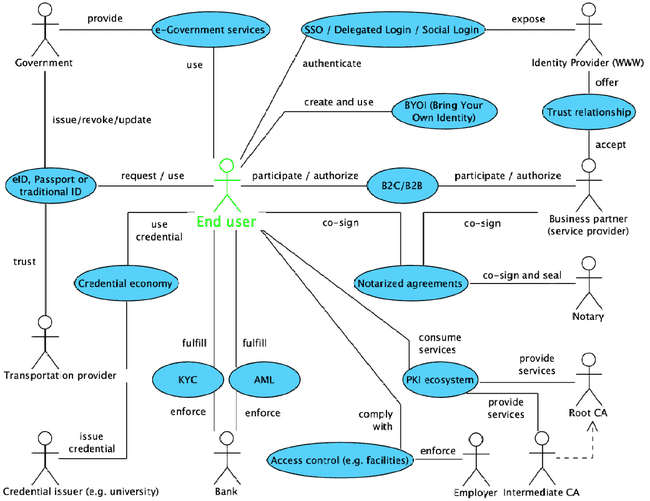 provide
e-Government services
SSO / Delegated Login / Social Login
expose
Government
use
authenticate
Identity Provider (WWW)
offer
create and use
BYOI (Bring Your
Own Identity)
Trust relationship
issue/revoke/update
accept
eID, Passport or
traditional ID
request / use
participate / authorize
B2C/B2B
participate / authorize
End user
use
credential
co-sign
co-sign
Business partner
(service provider)
trust
Credential economy
Notarized agreements
co-sign and seal
Notary
Transportation provider
fulfill
fulfill
consume
services
provide
services
KYC
AML
PKI ecosystem
enforce
enforce
provide
services
Root CA
comply
with
issue
credential
Access control (e.g. facilities)
enforce
Credential issuer (e.g. university)
Bank
Employer
Intermediate CA